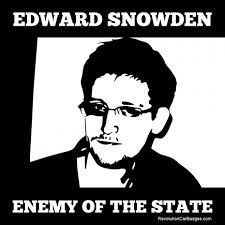 EDWARD SNOWDEN
ENEMY OF THE STATE
RevolutionCarBadges.com